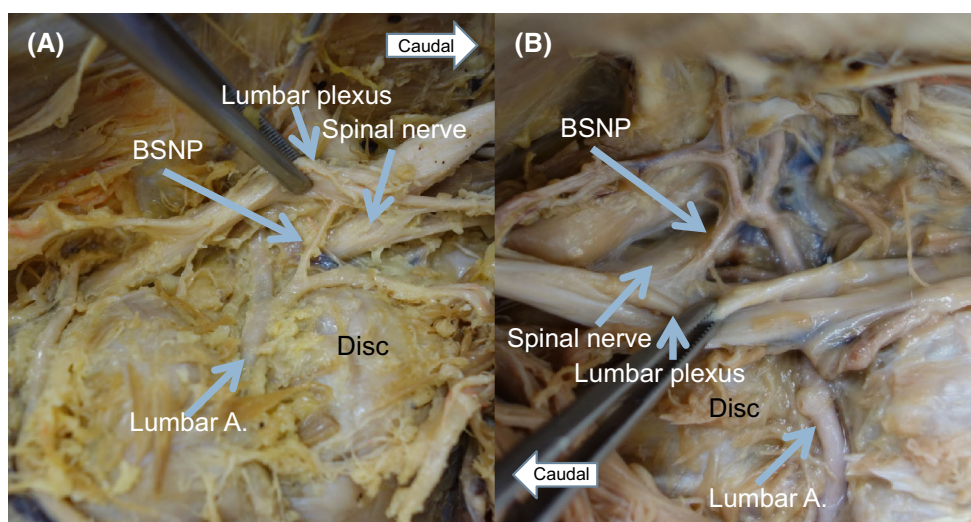 (A)
Caudal
Lumbar plexus
Spinal nerve
BSNP
Disc
Lumbar A.
(B)
BSNP
Spinal nerve
Lumbar plexus
Disc
Caudal
Lumbar A.